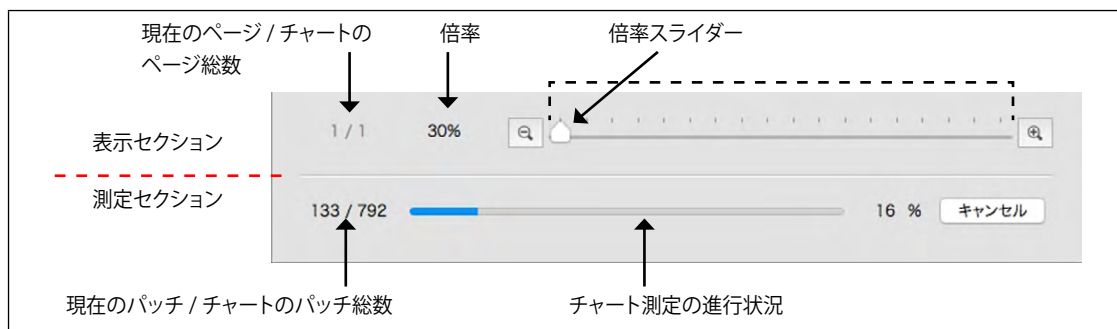 現在のページ / チャートの
ページ総数
倍率
倍率スライダー
1 / 1
30%
表示セクション
測定セクション
133 / 792
16 %
キャンセル
現在のパッチ / チャートのパッチ総数
チャート測定の進行状況